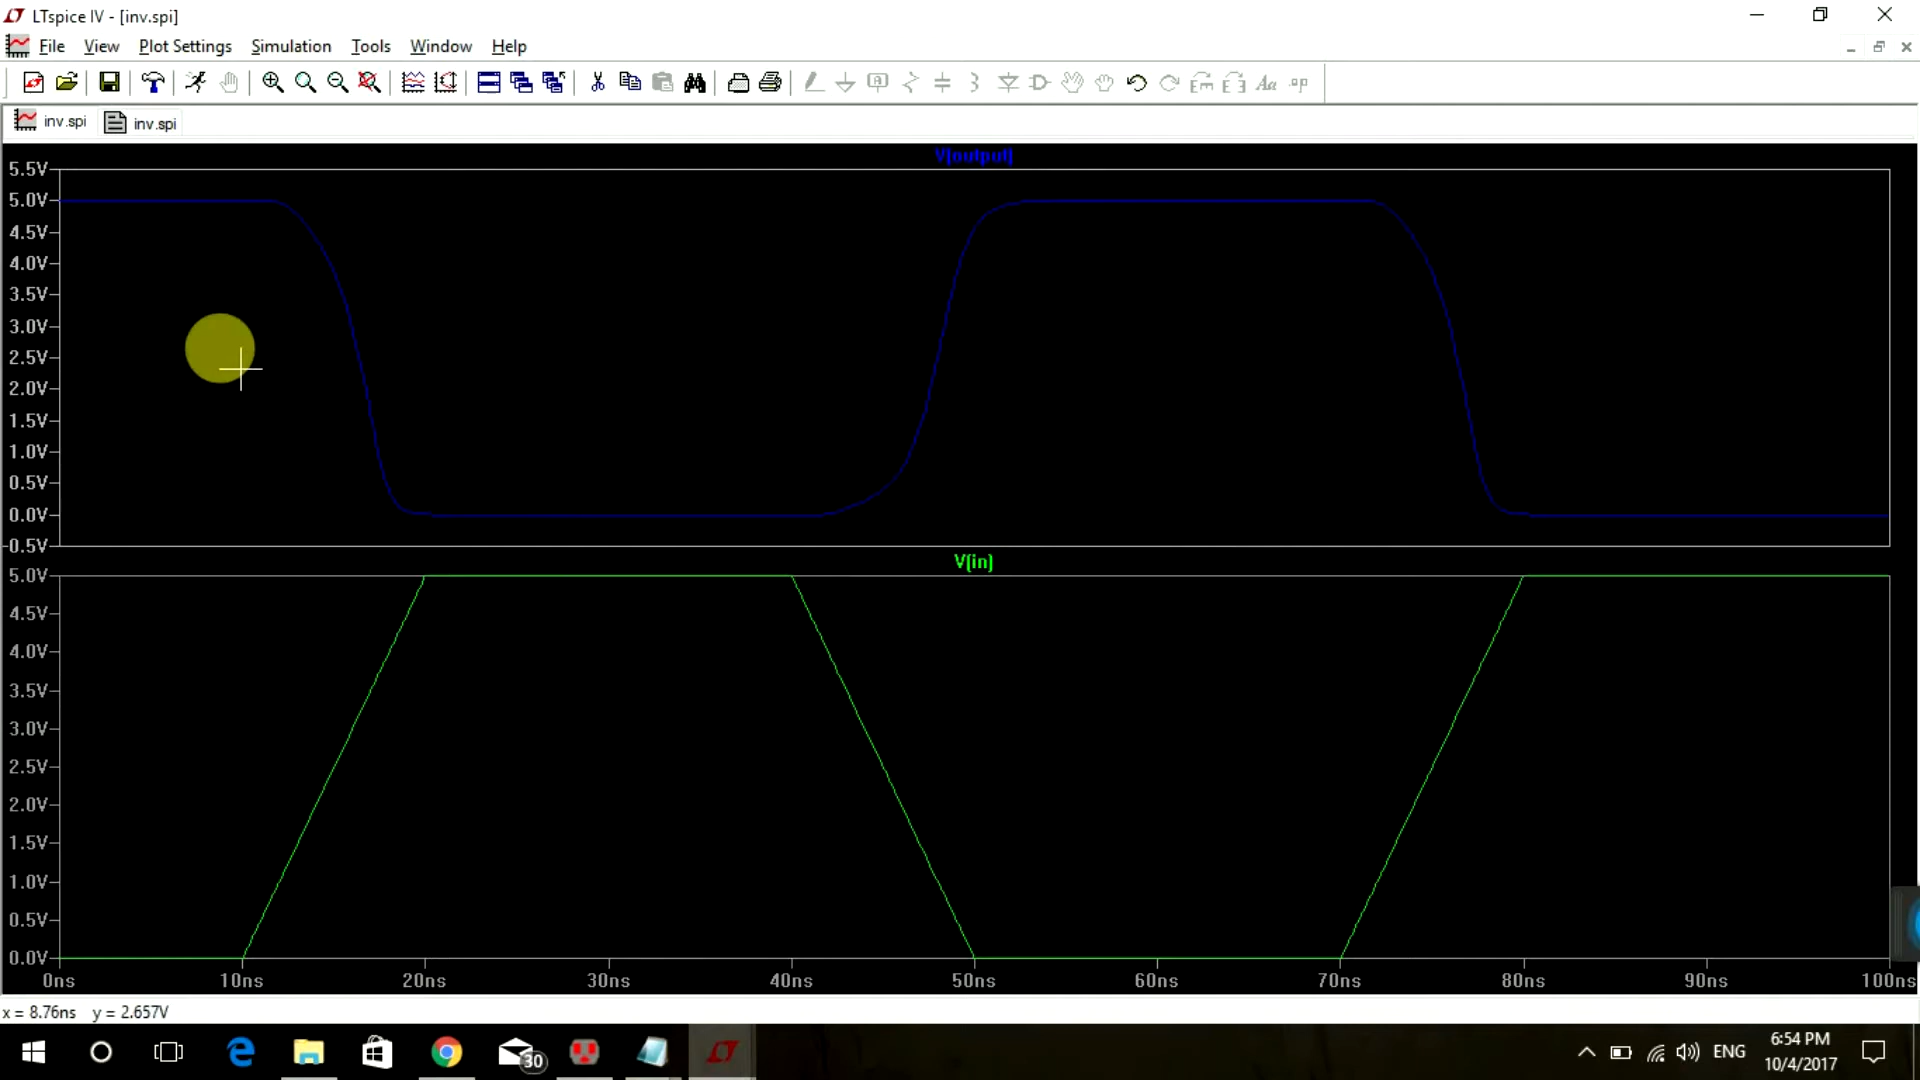 LTspice IV - [inv.spi]
File View Plot Settings Simulation Tools Window Help
inv.spi inv.spi
V(output)
5.5V
5.0V
4.5V
4.0V
3.5V
3.0V
2.5V
2.0V
1.5V
1.0V
0.5V
0.0V
-0.5V
V(in)
5.0V
4.5V
4.0V
3.5V
3.0V
2.5V
2.0V
1.5V
1.0V
0.5V
0.0V
0ns 10ns 20ns 30ns 40ns 50ns 60ns 70ns 80ns 90ns 100ns
x = 8.76ns y = 2.657V
30
ENG
6:54 PM
10/4/2017